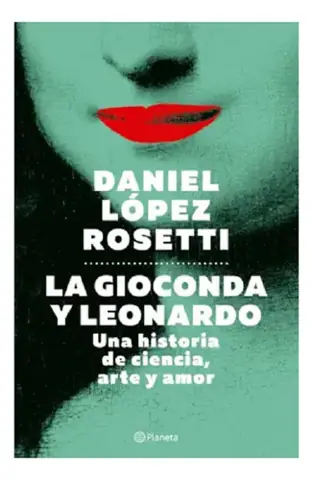 DANIEL
LÓPEZ
ROSETTI
LA GIOCONDA
Y LEONARDO
Una historia
de ciencia,
arte y amor
Planeta